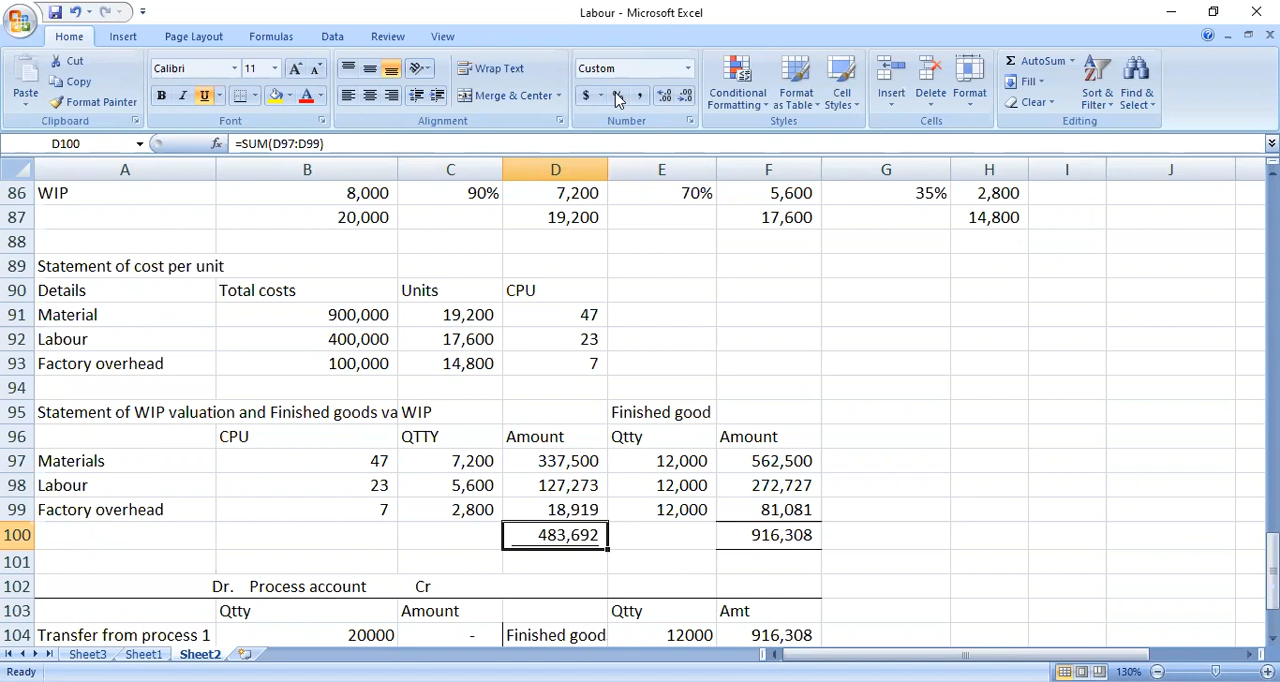 Labour - Microsoft Excel
Home Insert Page Layout Formulas Data Review View
Paste Cut Copy Format Painter Clipboard
Calibri 11 A A B I U A Font
Wrap Text Merge & Center Alignment
Custom $ % , .0 .00 .00 .0 Number
Conditional Formatting Format as Table Cell Styles Styles
Insert Delete Format Cells
Σ AutoSum Fill Clear Sort & Filter Find & Select Editing
D100 fx =SUM(D97:D99)
A B C D E F G H I J
86 WIP 8,000 90% 7,200 70% 5,600 35% 2,800
87 20,000 19,200 17,600 14,800
88
89 Statement of cost per unit
90 Details Total costs Units CPU
91 Material 900,000 19,200 47
92 Labour 400,000 17,600 23
93 Factory overhead 100,000 14,800 7
94
95 Statement of WIP valuation and Finished goods va WIP Finished good
96 CPU QTTY Amount Qtty Amount
97 Materials 47 7,200 337,500 12,000 562,500
98 Labour 23 5,600 127,273 12,000 272,727
99 Factory overhead 7 2,800 18,919 12,000 81,081
100 483,692 916,308
101
102 Dr. Process account Cr
103 Qtty Amount Qtty Amt
104 Transfer from process 1 20000 - Finished good 12000 916,308
Sheet3 Sheet1 Sheet2
Ready 130%